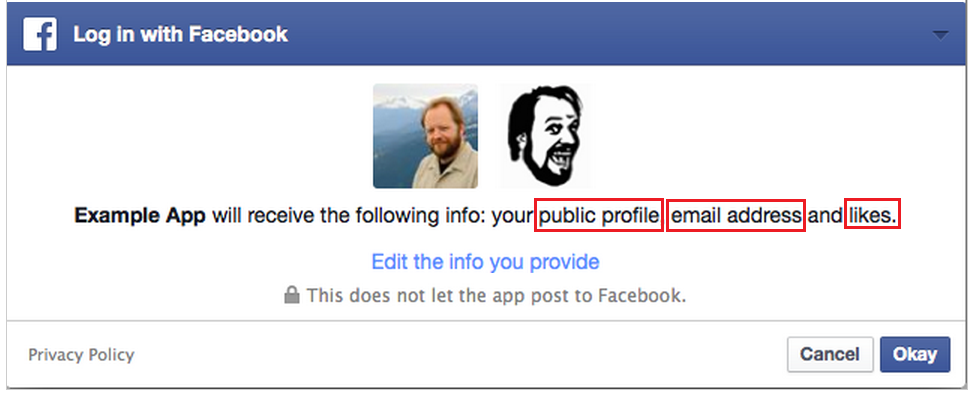 Log in with Facebook
Example App will receive the following info: your public profile, email address and likes.
Edit the info you provide
This does not let the app post to Facebook.
Privacy Policy
Cancel
Okay